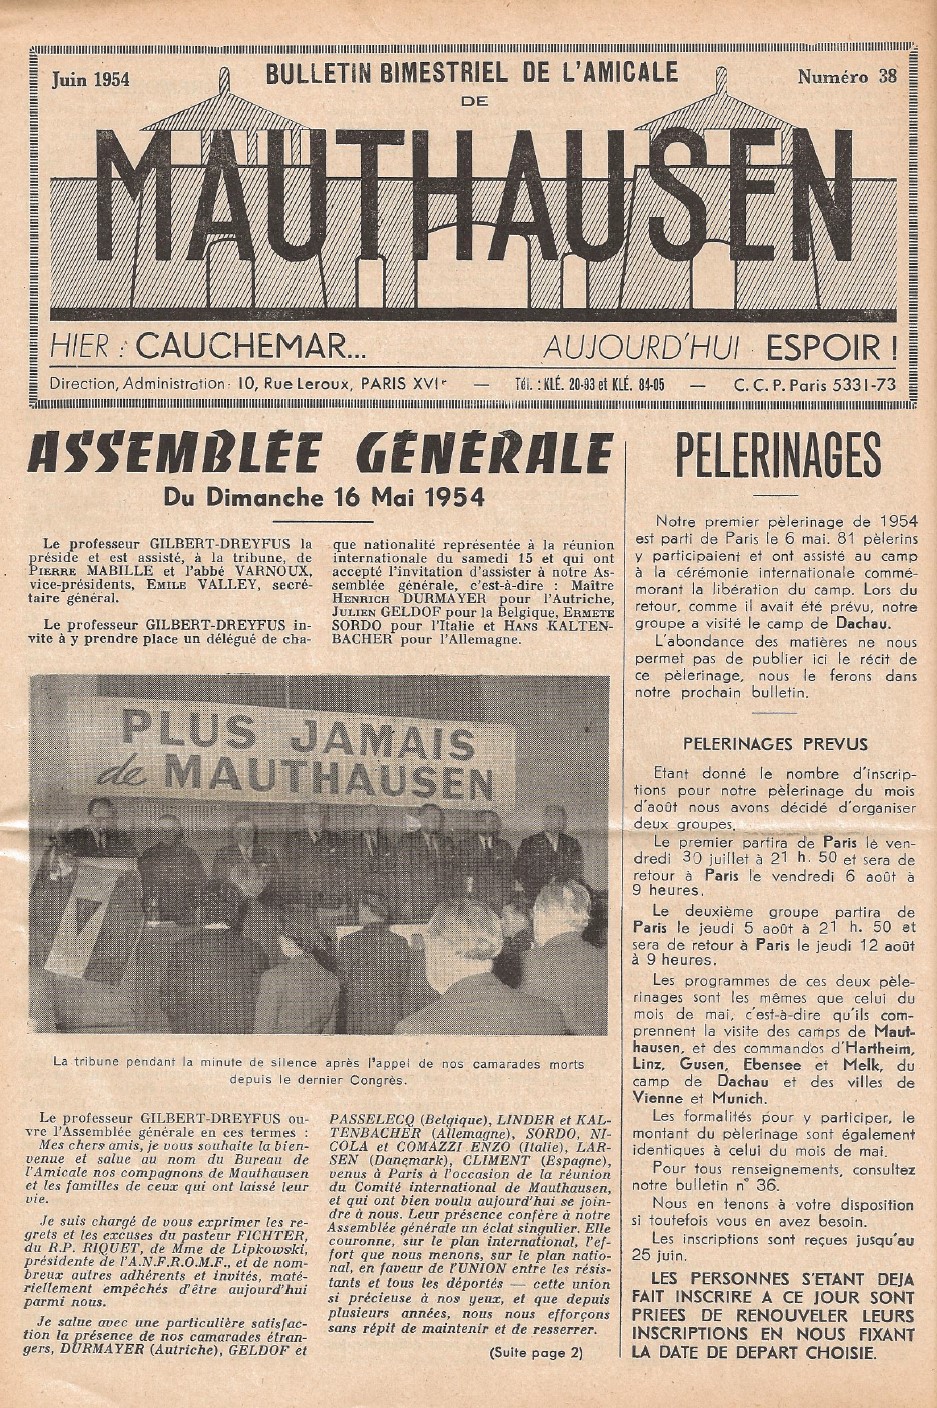 Juin 1954
BULLETIN BIMESTRIEL DE L'AMICALE
Numéro 38
DE
MAUTHAUSEN
HIER : CAUCHEMAR...
AUJOURD'HUI ESPOIR !
Direction, Administration : 10, Rue Leroux, PARIS XVIe — Tél. : KLÉ. 20-93 et KLÉ. 84-05 — C.C.P. Paris 5331-73
ASSEMBLÉE GÉNÉRALE
Du Dimanche 16 Mai 1954
Le professeur GILBERT-DREYFUS la
préside et est assisté, à la tribune, de
PIERRE MABILLE et l'abbé VARNOUX,
vice-présidents, EMILE VALLEY, secré-
taire général.
Le professeur GILBERT-DREYFUS in-
vite à y prendre place un délégué de cha-
que nationalité représentée à la réunion
internationale du samedi 15 et qui ont
accepté l'invitation d'assister à notre As-
semblée générale, c'est-à-dire : Maître
HENRICH DURMAYER pour l'Autriche,
JULIEN GELDOF pour la Belgique, ERMETE
SORDO pour l'Italie et HANS KALTEN-
BACHER pour l'Allemagne.
PLUS JAMAIS
de MAUTHAUSEN
La tribune pendant la minute de silence après l'appel de nos camarades morts
depuis le dernier Congrès.
Le professeur GILBERT-DREYFUS ou-
vre l'Assemblée générale en ces termes :
Mes chers amis, je vous souhaite la bien-
venue et salue au nom du Bureau de
l'Amicale nos compagnons de Mauthausen
et les familles de ceux qui ont laissé leur
vie.
Je suis chargé de vous exprimer les re-
grets et les excuses du pasteur FICHTER,
du R.P. RIQUET, de Mme de Lipkowski,
présidente de l'A.N.F.R.O.M.F., et de nom-
breux autres adhérents et invités, maté-
riellement empêchés d'être aujourd'hui
parmi nous.
Je salue avec une particulière satisfac-
tion la présence de nos camarades étran-
gers, DURMAYER (Autriche), GELDOF et
PASSELECQ (Belgique), LINDER et KAL-
TENBACHER (Allemagne), SORDO, NI-
COLA et COMAZZI ENZO (Italie), LAR-
SEN (Danemark), CLIMENT (Espagne),
venus à Paris à l'occasion de la réunion
du Comité international de Mauthausen,
et qui ont bien voulu aujourd'hui se join-
dre à nous. Leur présence confère à notre
Assemblée générale un éclat singulier. Elle
couronne, sur le plan international, l'ef-
fort que nous menons, sur le plan natio-
nal, en faveur de l'UNION entre les résis-
tants et tous les déportés — cette union
si précieuse à nos yeux, et que depuis
plusieurs années, nous nous efforçons
sans répit de maintenir et de resserrer.
(Suite page 2)
PELERINAGES
Notre premier pèlerinage de 1954
est parti de Paris le 6 mai. 81 pèlerins
y participaient et ont assisté au camp
à la cérémonie internationale commé-
morant la libération du camp. Lors du
retour, comme il avait été prévu, notre
groupe a visité le camp de Dachau.
L'abondance des matières ne nous
permet pas de publier ici le récit de
ce pèlerinage, nous le ferons dans
notre prochain bulletin.
PELERINAGES PREVUS
Etant donné le nombre d'inscrip-
tions pour notre pèlerinage du mois
d'août nous avons décidé d'organiser
deux groupes.
Le premier partira de Paris le ven-
dredi 30 juillet à 21 h. 50 et sera de
retour à Paris le vendredi 6 août à
9 heures.
Le deuxième groupe partira de
Paris le jeudi 5 août à 21 h. 50 et
sera de retour à Paris le jeudi 12 août
à 9 heures.
Les programmes de ces deux pèle-
rinages sont les mêmes que celui du
mois de mai, c'est-à-dire qu'ils com-
prennent la visite des camps de Maut-
hausen, et des commandos d'Hartheim,
Linz, Gusen, Ebensee et Melk, du
camp de Dachau et des villes de
Vienne et Munich.
Les formalités pour y participer, le
montant du pèlerinage sont également
identiques à celui du mois de mai.
Pour tous renseignements, consultez
notre bulletin n° 36.
Nous en tenons à votre disposition
si toutefois vous en avez besoin.
Les inscriptions sont reçues jusqu'au
25 juin.
LES PERSONNES S'ETANT DEJA
FAIT INSCRIRE A CE JOUR SONT
PRIEES DE RENOUVELER LEURS
INSCRIPTIONS EN NOUS FIXANT
LA DATE DE DEPART CHOISIE.